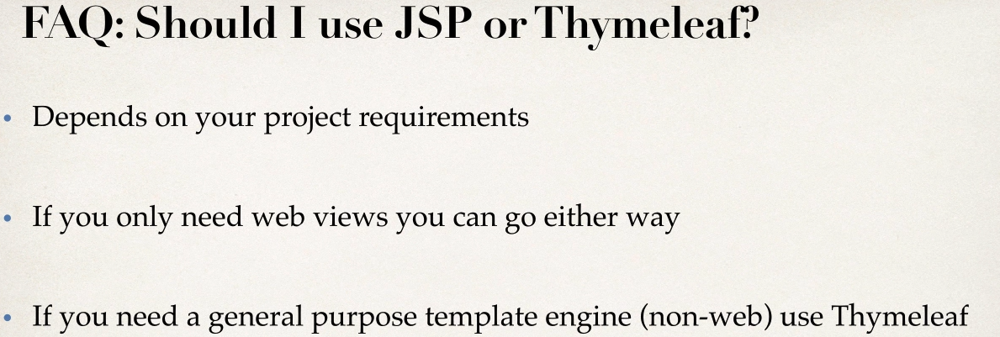 FAQ: Should I use JSP or Thymeleaf?
• Depends on your project requirements
• If you only need web views you can go either way
• If you need a general purpose template engine (non-web) use Thymeleaf